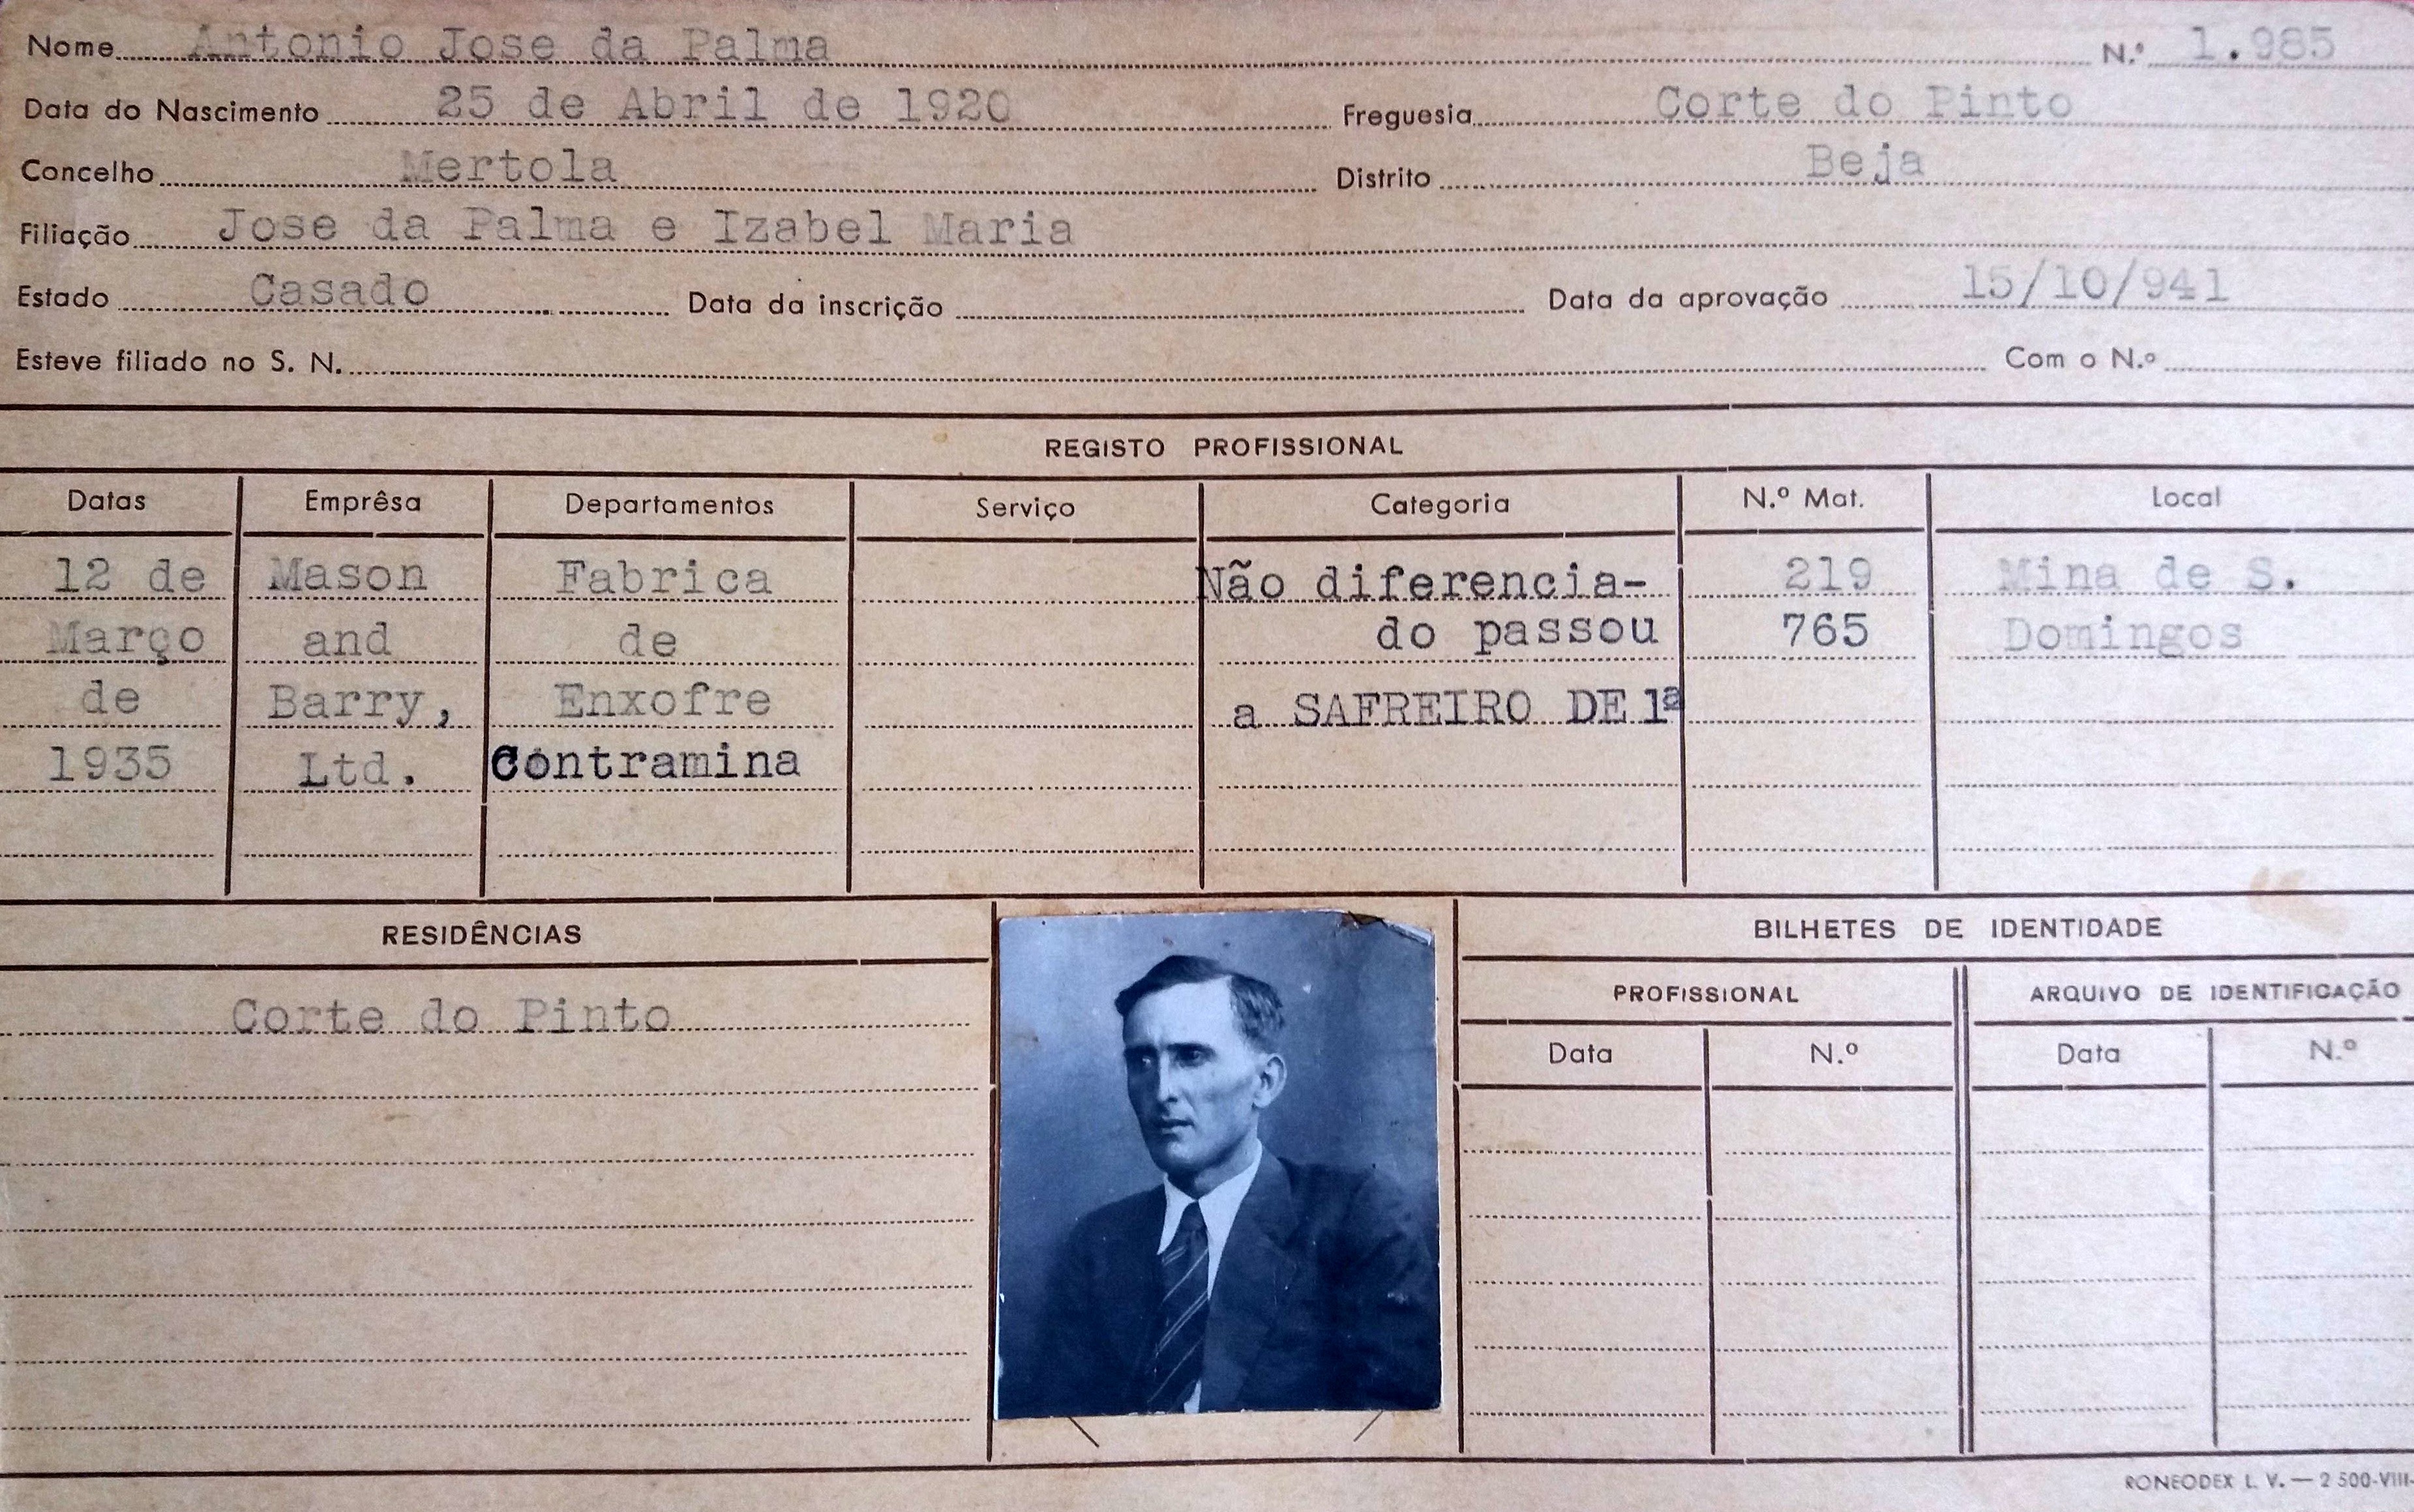 Nome Antonio Jose da Palma N.º 1.985
Data do Nascimento 25 de Abril de 1920 Freguesia Corte do Pinto
Concelho Mertola Distrito Beja
Filiação Jose da Palma e Izabel Maria
Estado Casado Data da inscrição Data da aprovação 15/10/941
Esteve filiado no S. N. Com o N.º
REGISTO PROFISSIONAL
Datas Emprêsa Departamentos Serviço Categoria N.º Mat. Local
12 de Mason Fabrica Não diferencia- 219 Mina de S.
Março and de do passou 765 Domingos
de Barry, Enxofre a SAFREIRO DE 1ª
1935 Ltd. Contramina
RESIDÊNCIAS BILHETES DE IDENTIDADE
PROFISSIONAL ARQUIVO DE IDENTIFICAÇÃO
Corte do Pinto
Data N.º Data N.º
RONEODEX L. V. — 2 500-VIII-